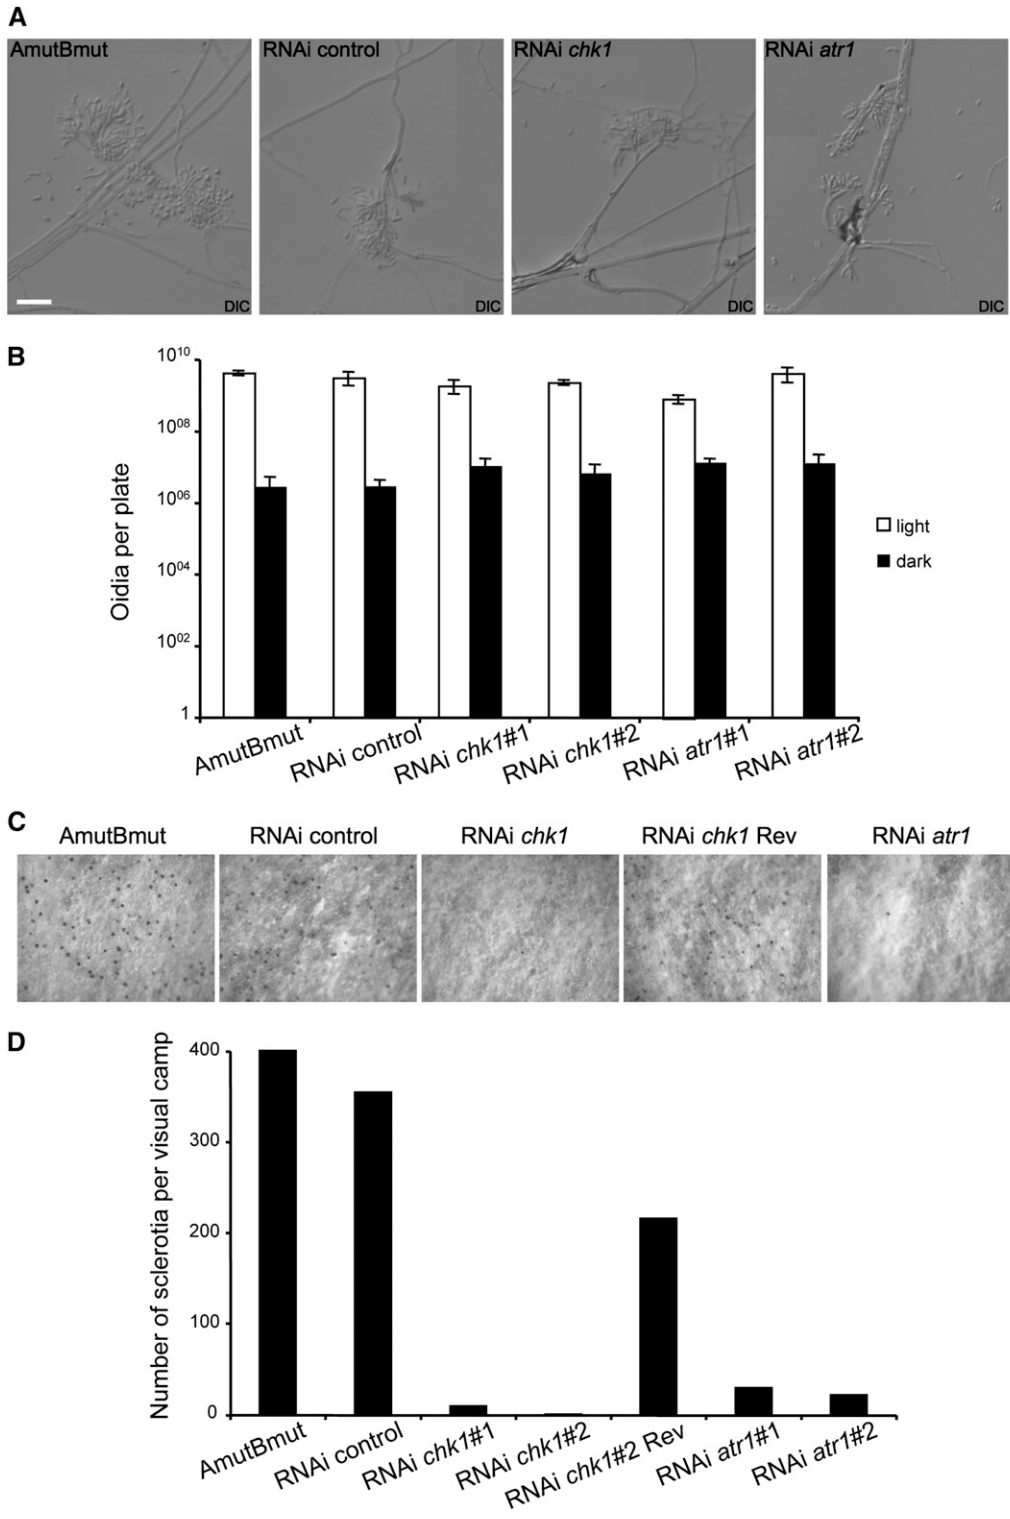 A
AmutBmut
RNAi control
RNAi chk1
RNAi atr1
DIC
DIC
DIC
DIC
B
Oidia per plate
10^10
10^08
10^06
10^04
10^02
1
light
dark
AmutBmut
RNAi control
RNAi chk1#1
RNAi chk1#2
RNAi atr1#1
RNAi atr1#2
C
AmutBmut
RNAi control
RNAi chk1
RNAi chk1 Rev
RNAi atr1
D
Number of sclerotia per visual camp
400
300
200
100
0
AmutBmut
RNAi control
RNAi chk1#1
RNAi chk1#2
RNAi chk1#2 Rev
RNAi atr1#1
RNAi atr1#2